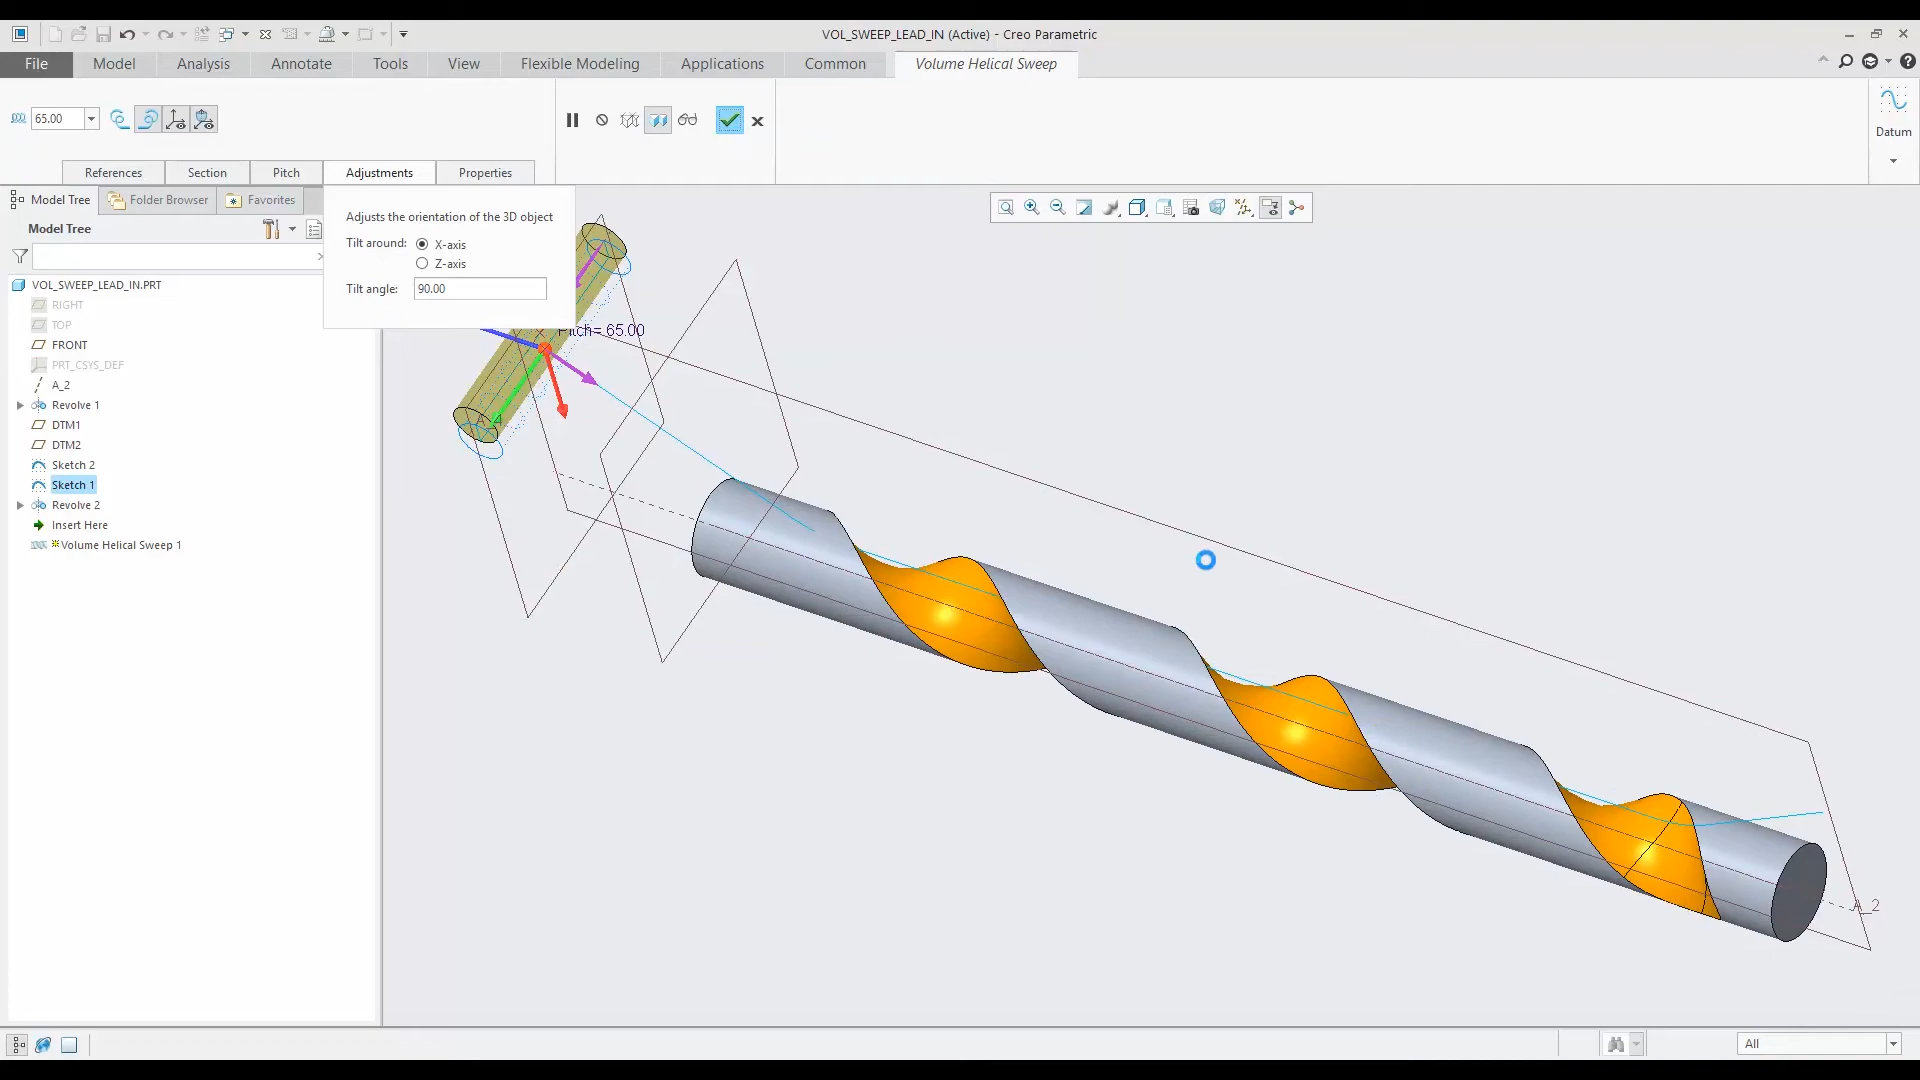 VOL_SWEEP_LEAD_IN (Active) - Creo Parametric
File Model Analysis Annotate Tools View Flexible Modeling Applications Common Volume Helical Sweep
65.00
Datum
References Section Pitch Adjustments Properties
Model Tree Folder Browser Favorites
Model Tree
Adjusts the orientation of the 3D object
Tilt around: X-axis
Z-axis
Tilt angle: 90.00
VOL_SWEEP_LEAD_IN.PRT
RIGHT
TOP
FRONT
PRT_CSYS_DEF
A_2
Revolve 1
DTM1
DTM2
Sketch 2
Sketch 1
Revolve 2
Insert Here
Volume Helical Sweep 1
Pitch= 65.00
A_2
All